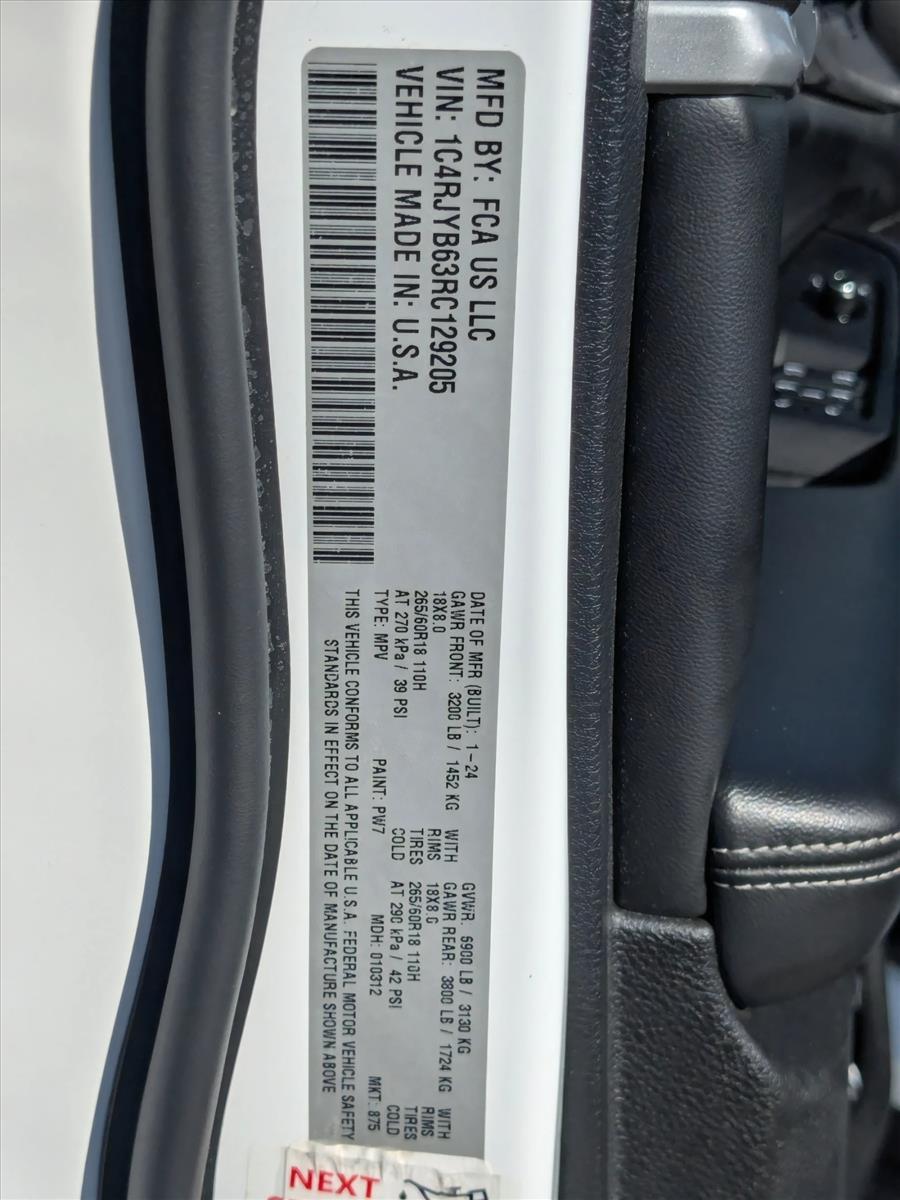 MFD BY: FCA US LLC
VIN: 1C4RJYB63RC129205
VEHICLE MADE IN: U.S.A.
DATE OF MFR (BUILT): 1-24 GVWR: 6900 LB / 3130 KG
GAWR FRONT: 3200 LB / 1452 KG WITH GAWR REAR: 3800 LB / 1724 KG WITH
18X8.0 RIMS 18X8.0 RIMS
265/60R18 110H TIRES 265/60R18 110H TIRES
AT 270 kPa / 39 PSI COLD AT 290 kPa / 42 PSI COLD
TYPE: MPV PAINT: PW7 MDH: 010312 MKT: 875
THIS VEHICLE CONFORMS TO ALL APPLICABLE U.S.A. FEDERAL MOTOR VEHICLE SAFETY
STANDARDS IN EFFECT ON THE DATE OF MANUFACTURE SHOWN ABOVE
NEXT